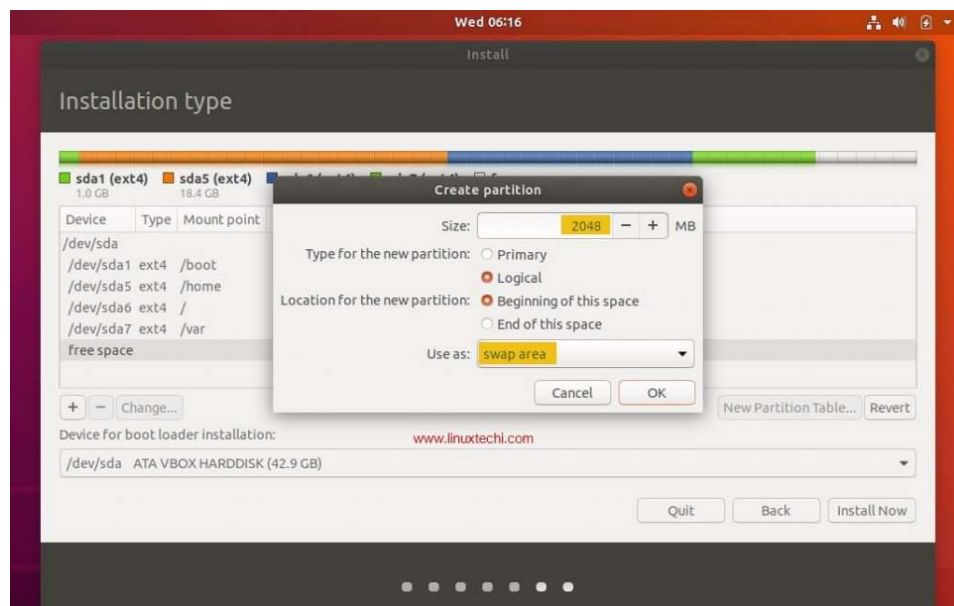 Wed 06:16
Install
Installation type
sda1 (ext4) sda5 (ext4)
1.0 GB 18.4 GB
Device Type Mount point
/dev/sda
/dev/sda1 ext4 /boot
/dev/sda5 ext4 /home
/dev/sda6 ext4 /
/dev/sda7 ext4 /var
free space
Create partition
Size: 2048 − + MB
Type for the new partition: Primary
Logical
Location for the new partition: Beginning of this space
End of this space
Use as: swap area
Cancel OK
+ − Change... New Partition Table... Revert
Device for boot loader installation:
www.linuxtechi.com
/dev/sda ATA VBOX HARDDISK (42.9 GB)
Quit Back Install Now